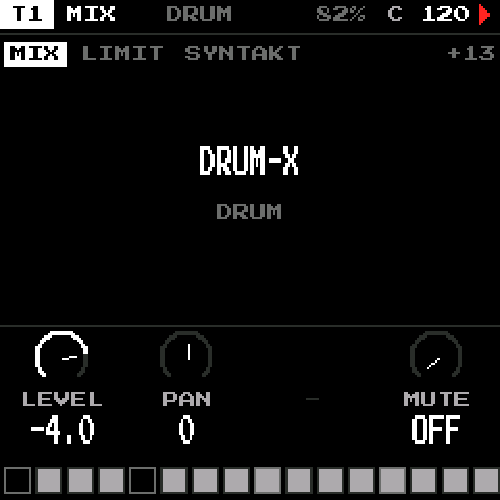 T1 MIX DRUM 82% C 120
MIX LIMIT SYNTAKT +13
DRUM-X
DRUM
LEVEL PAN - MUTE
-4.0 0 OFF